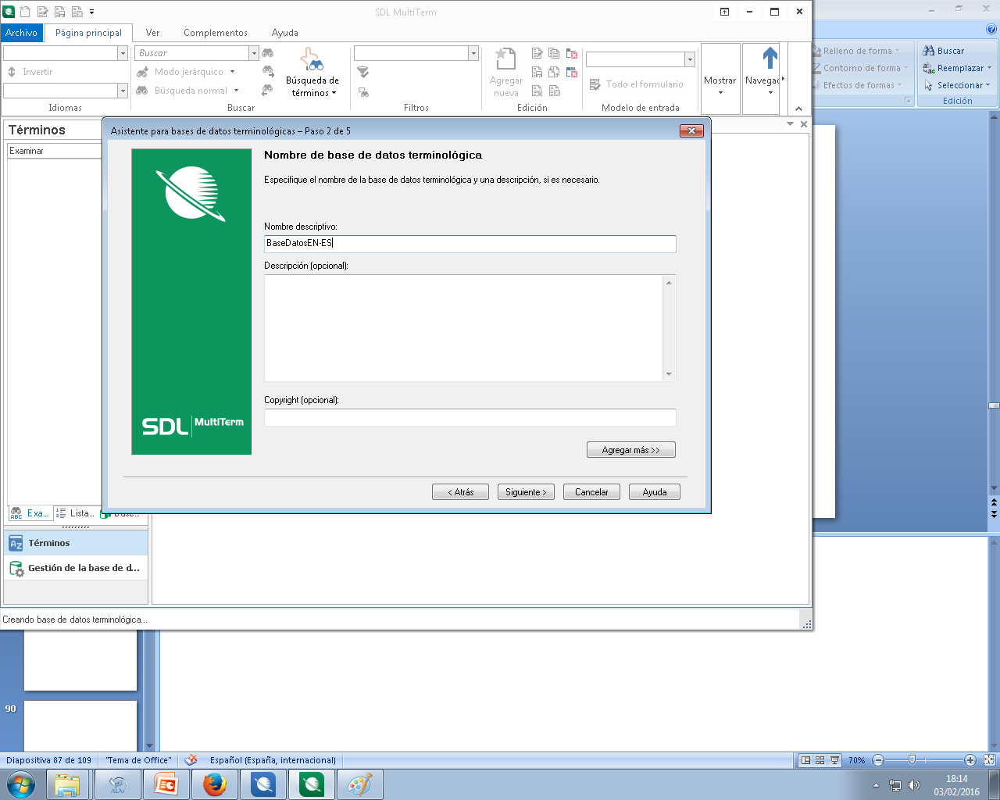 SDL MultiTerm
Archivo Página principal Ver Complementos Ayuda
Invertir
Idiomas
Buscar
Modo jerárquico
Búsqueda normal
Búsqueda de términos
Buscar
Filtros
Agregar nueva
Edición
Todo el formulario
Modelo de entrada
Mostrar
Navegac
Relleno de forma
Contorno de forma
Efectos de formas
Buscar
Reemplazar
Seleccionar
Edición
Términos
Examinar
Asistente para bases de datos terminológicas – Paso 2 de 5
Nombre de base de datos terminológica
Especifique el nombre de la base de datos terminológica y una descripción, si es necesario.
Nombre descriptivo:
BaseDatosEN-ES
Descripción (opcional):
Copyright (opcional):
SDL MultiTerm
Agregar más >>
< Atrás Siguiente > Cancelar Ayuda
Exa... Lista... Base...
Términos
Gestión de la base de d...
Creando base de datos terminológica...
90
Diapositiva 87 de 109 "Tema de Office" Español (España, internacional) 70%
ALAs
18:14
03/02/2016